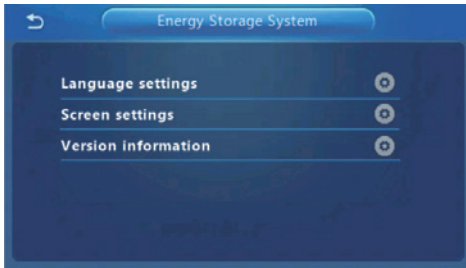 Energy Storage System
Language settings
Screen settings
Version information